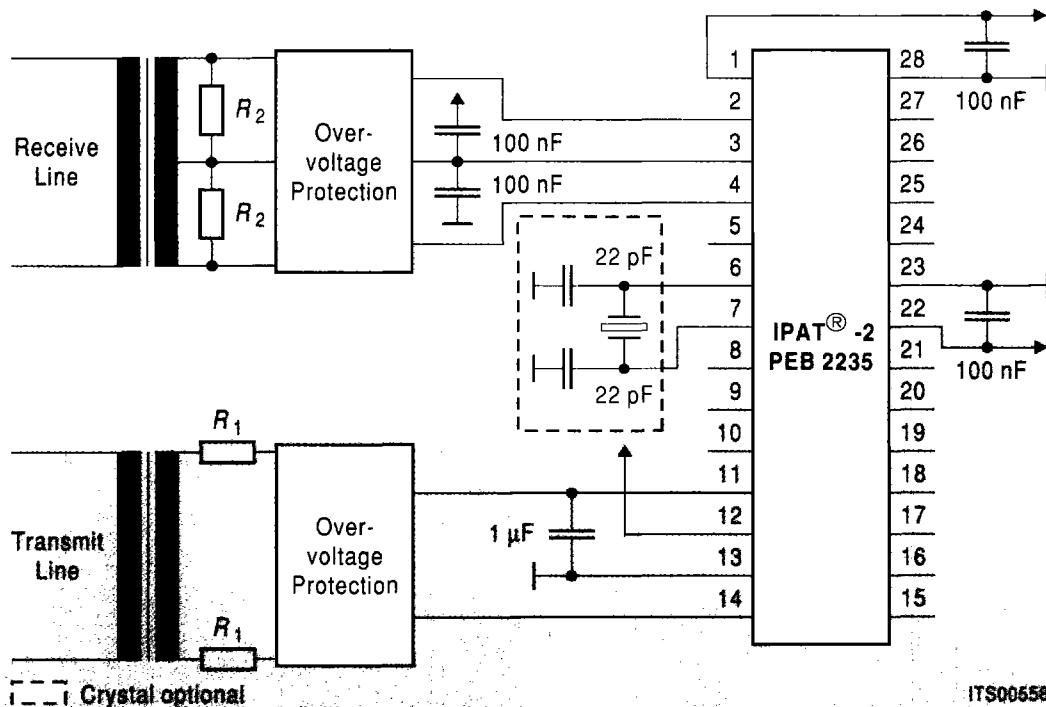 Receive
Line
R2
R2
Over-
voltage
Protection
100 nF
100 nF
22 pF
22 pF
1
2
3
4
5
6
7
8
9
10
11
12
13
14
IPAT® -2
PEB 2235
28
27
26
25
24
23
22
21
20
19
18
17
16
15
100 nF
100 nF
Transmit
Line
R1
R1
Over-
voltage
Protection
1 µF
Crystal optional
ITS00558